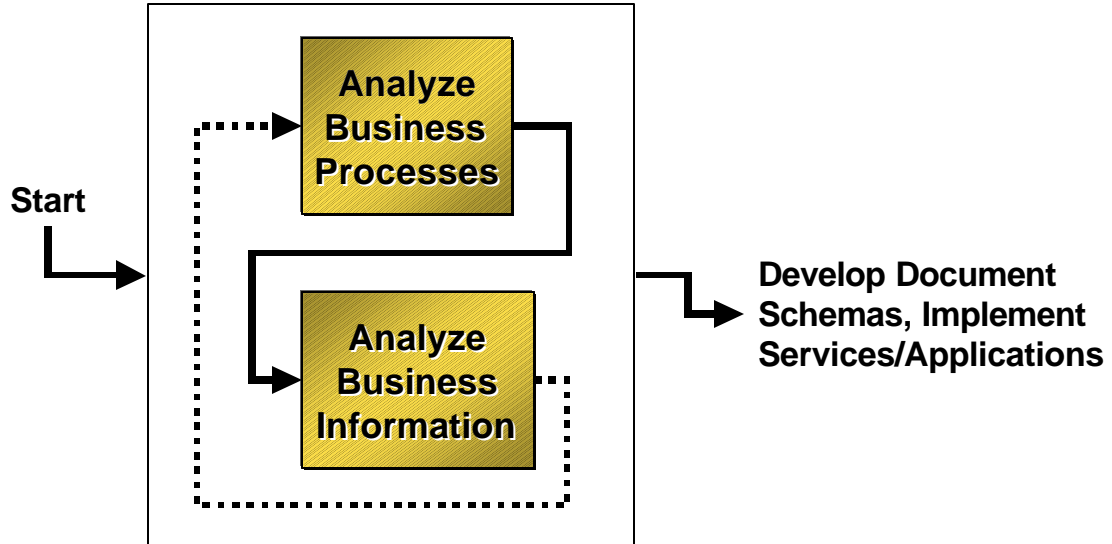 Start
Analyze
Business
Processes
Analyze
Business
Information
Develop Document
Schemas, Implement
Services/Applications